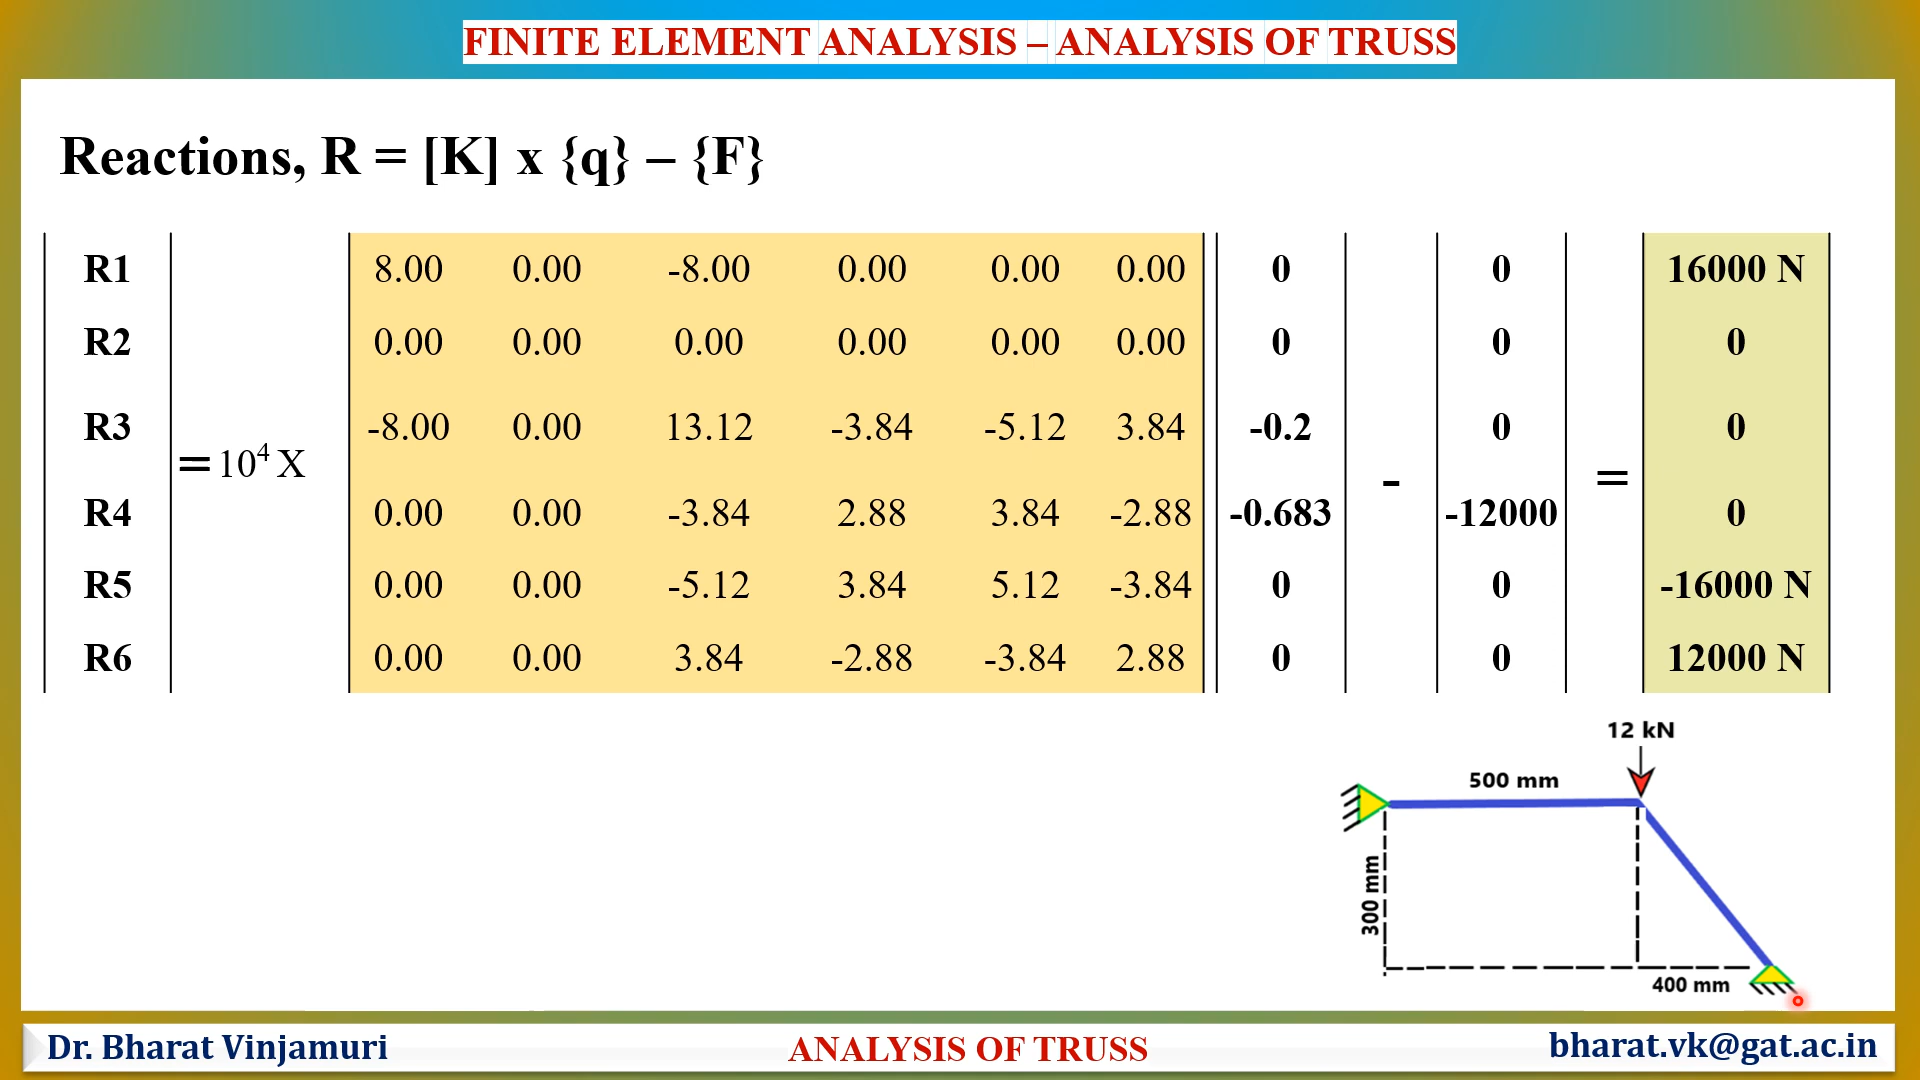 FINITE ELEMENT ANALYSIS – ANALYSIS OF TRUSS
Reactions, R = [K] x {q} – {F}
R1 8.00 0.00 -8.00 0.00 0.00 0.00 0 0 16000 N
R2 0.00 0.00 0.00 0.00 0.00 0.00 0 0 0
R3 -8.00 0.00 13.12 -3.84 -5.12 3.84 -0.2 0 0
= 10⁴ X - =
R4 0.00 0.00 -3.84 2.88 3.84 -2.88 -0.683 -12000 0
R5 0.00 0.00 -5.12 3.84 5.12 -3.84 0 0 -16000 N
R6 0.00 0.00 3.84 -2.88 -3.84 2.88 0 0 12000 N
12 kN
500 mm
300 mm
400 mm
Dr. Bharat Vinjamuri
ANALYSIS OF TRUSS
bharat.vk@gat.ac.in